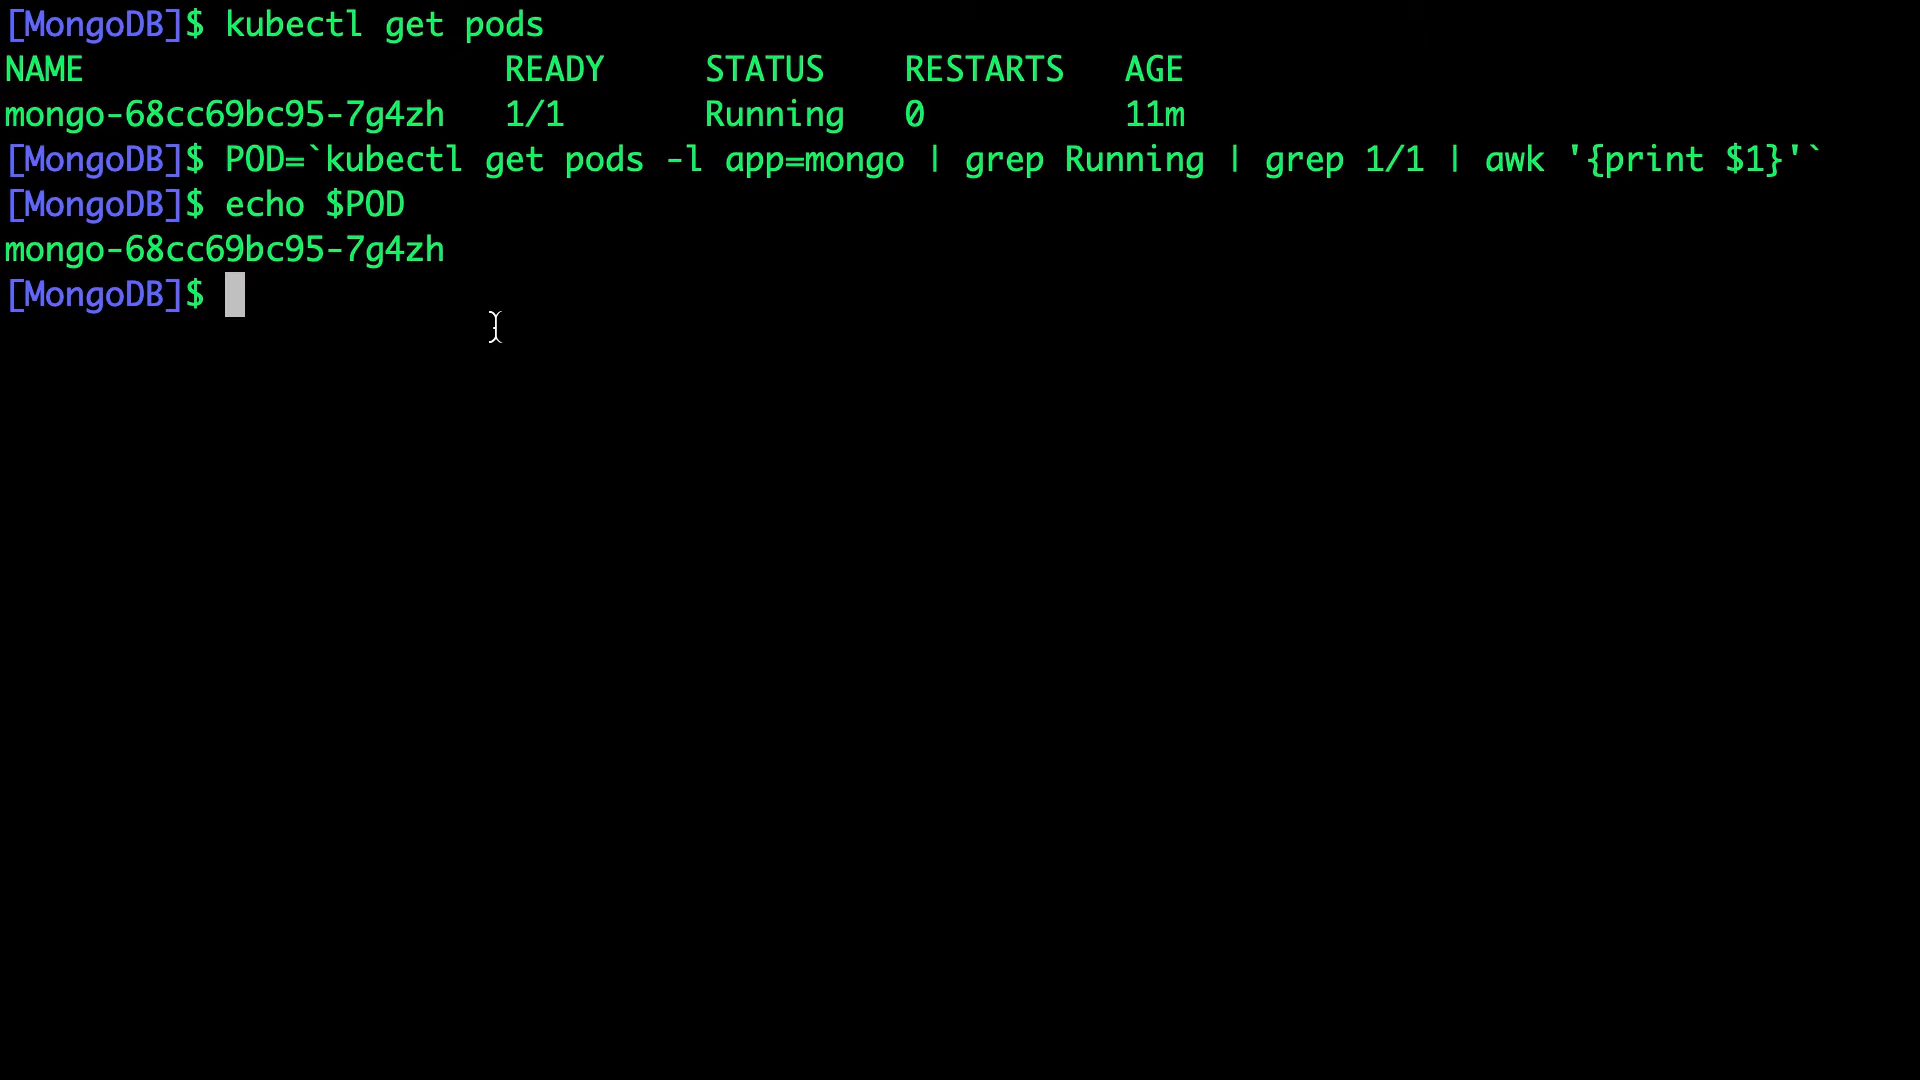 [MongoDB]$ kubectl get pods
NAME READY STATUS RESTARTS AGE
mongo-68cc69bc95-7g4zh 1/1 Running 0 11m
[MongoDB]$ POD=`kubectl get pods -l app=mongo | grep Running | grep 1/1 | awk '{print $1}'`
[MongoDB]$ echo $POD
mongo-68cc69bc95-7g4zh
[MongoDB]$